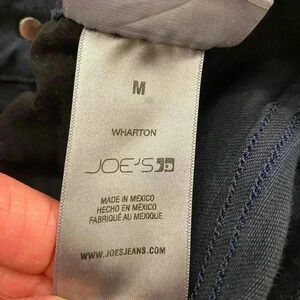 M
WHARTON
JOE'S
MADE IN MEXICO
HECHO EN MEXICO
FABRIQUÉ AU MEXIQUE
WWW.JOESJEANS.COM